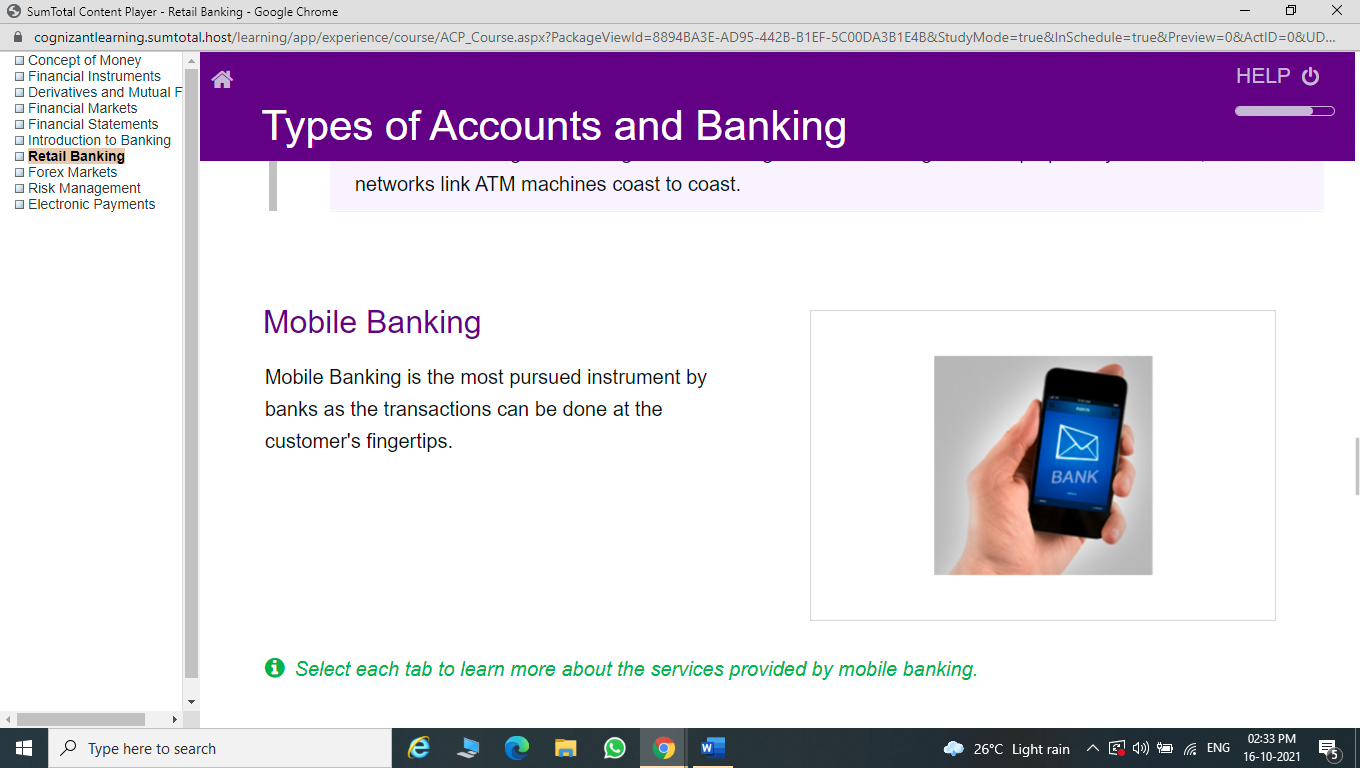 SumTotal Content Player - Retail Banking - Google Chrome
cognizantlearning.sumtotal.host/learning/app/experience/course/ACP_Course.aspx?PackageViewId=8894BA3E-AD95-442B-B1EF-5C00DA3B1E4B&StudyMode=true&InSchedule=true&Preview=0&ActID=0&UD...
Concept of Money
Financial Instruments
Derivatives and Mutual F
Financial Markets
Financial Statements
Introduction to Banking
Retail Banking
Forex Markets
Risk Management
Electronic Payments
HELP
Types of Accounts and Banking
networks link ATM machines coast to coast.
Mobile Banking
Mobile Banking is the most pursued instrument by
banks as the transactions can be done at the
customer's fingertips.
BANK
Select each tab to learn more about the services provided by mobile banking.
Type here to search
26°C Light rain
ENG
02:33 PM
16-10-2021
5